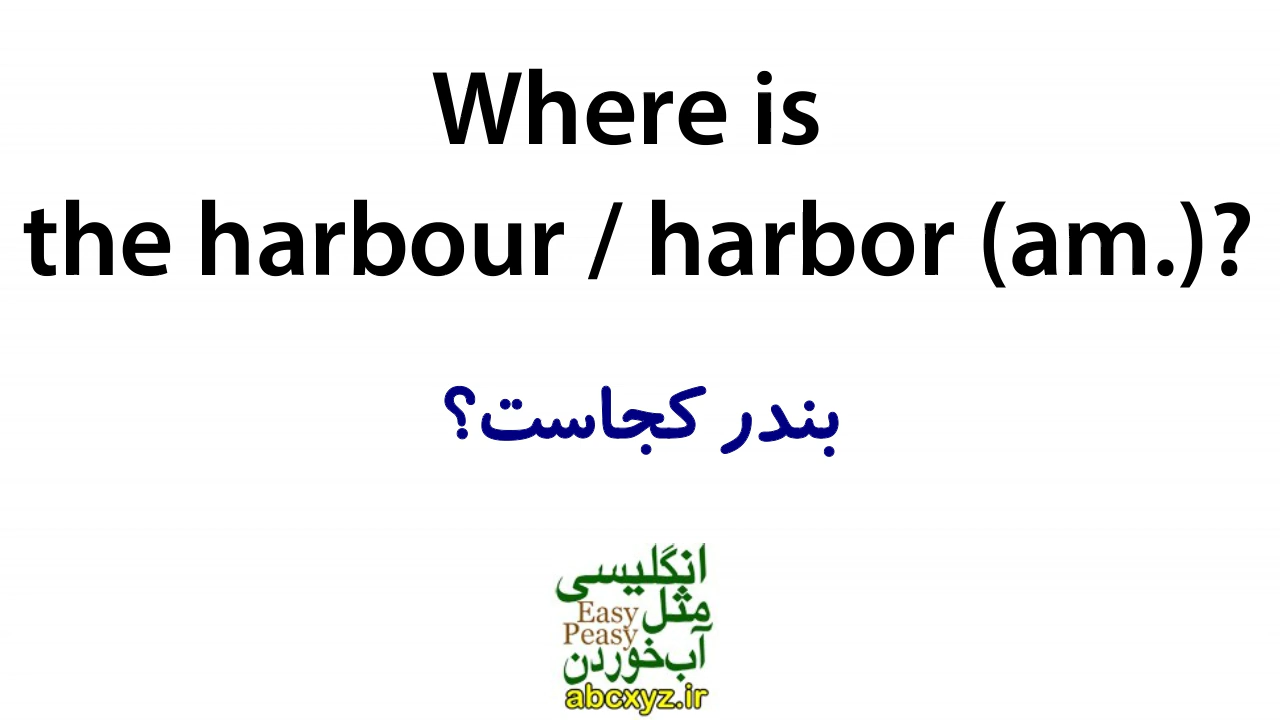 Where is
the harbour / harbor (am.)?
بندر کجاست؟
انگلیسی
مثل Easy
Peasy
آب خوردن
abcxyz.ir